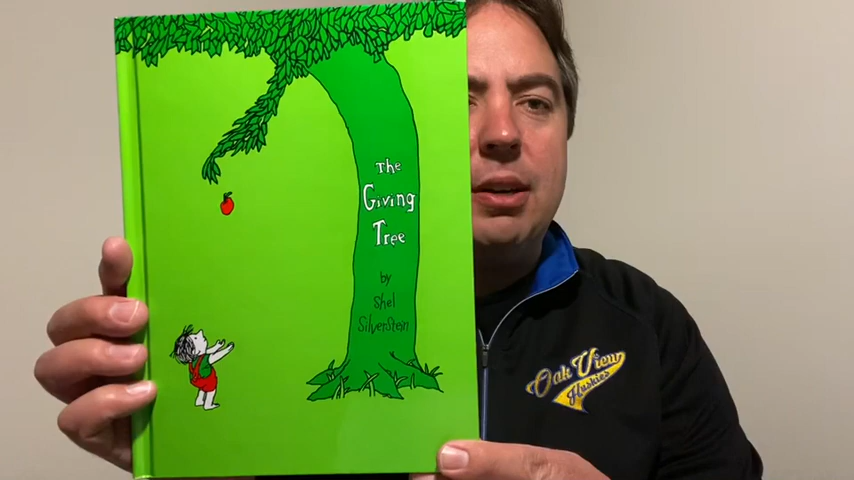 The
Giving
Tree
by
Shel
Silverstein
Oak View
Huskies